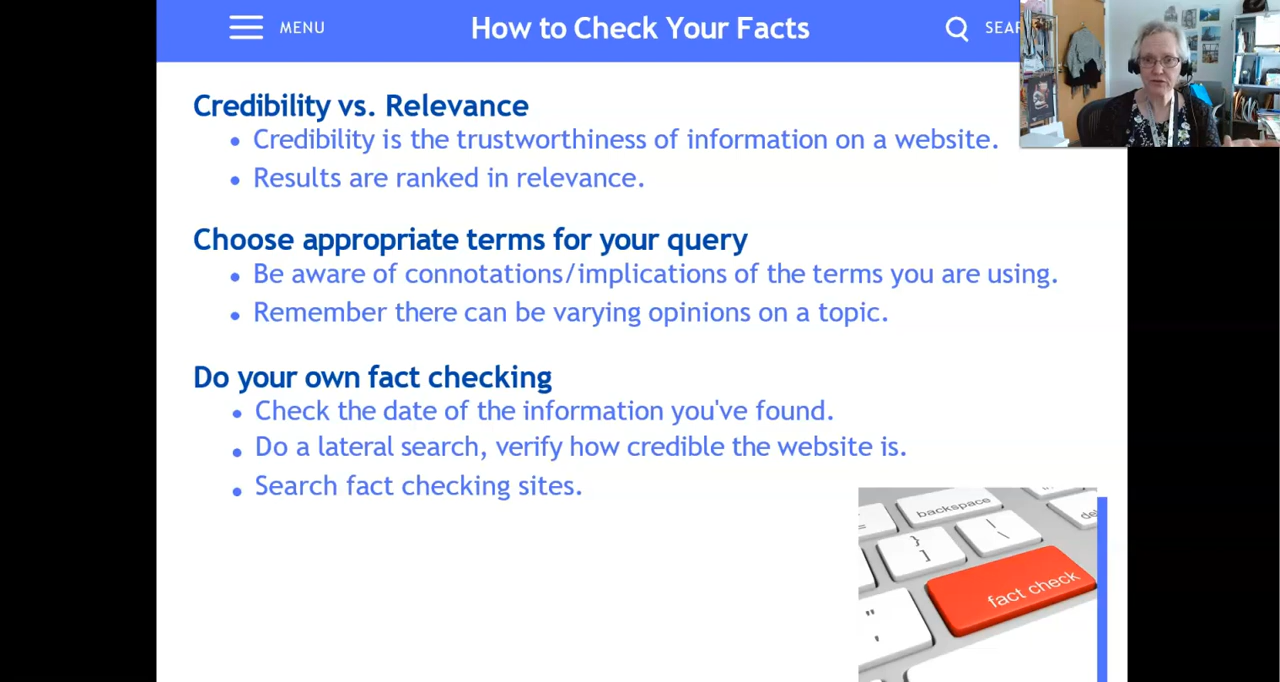 MENU
How to Check Your Facts
Credibility vs. Relevance
• Credibility is the trustworthiness of information on a website.
• Results are ranked in relevance.
Choose appropriate terms for your query
• Be aware of connotations/implications of the terms you are using.
• Remember there can be varying opinions on a topic.
Do your own fact checking
• Check the date of the information you've found.
• Do a lateral search, verify how credible the website is.
• Search fact checking sites.
backspace
=
}
]
|
\
fact check
"
'